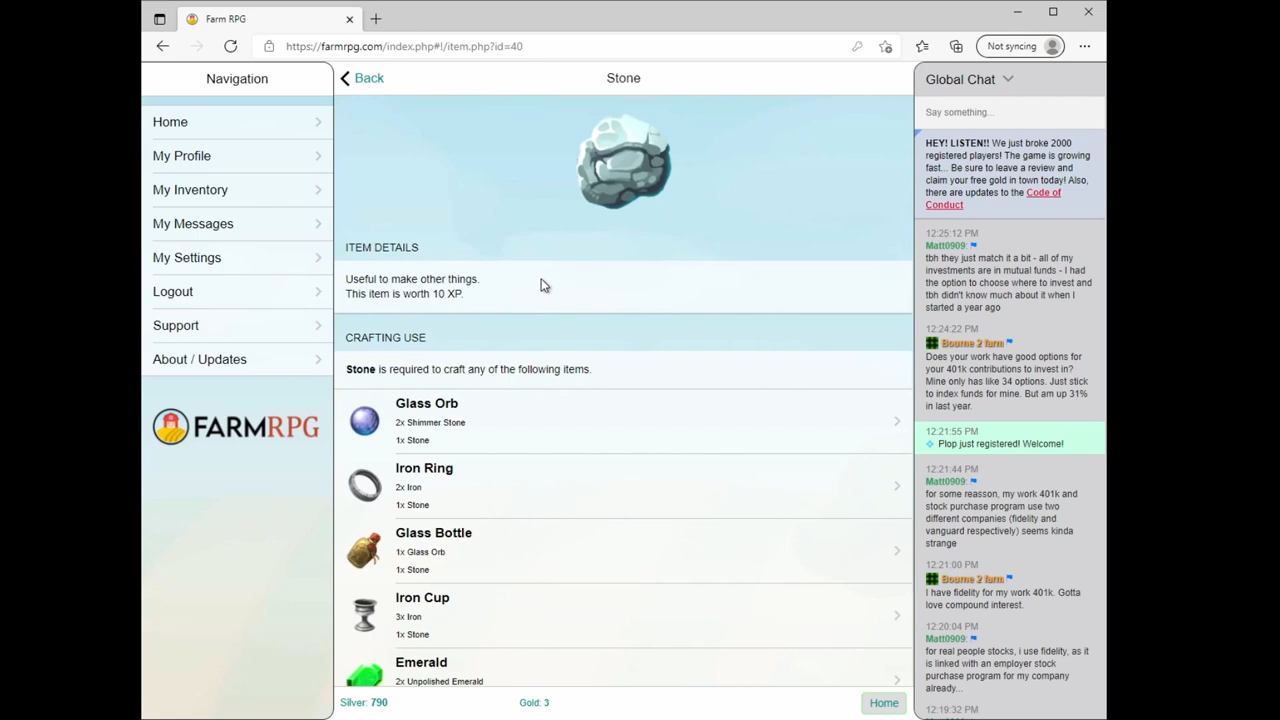 Farm RPG
https://farmrpg.com/index.php#!/item.php?id=40
Not syncing
Navigation
Home
My Profile
My Inventory
My Messages
My Settings
Logout
Support
About / Updates
FARMRPG
Back
Stone
ITEM DETAILS
Useful to make other things.
This item is worth 10 XP.
CRAFTING USE
Stone is required to craft any of the following items.
Glass Orb
2x Shimmer Stone
1x Stone
Iron Ring
2x Iron
1x Stone
Glass Bottle
1x Glass Orb
1x Stone
Iron Cup
3x Iron
1x Stone
Emerald
2x Unpolished Emerald
Silver: 790
Gold: 3
Home
Global Chat
Say something...
HEY! LISTEN!! We just broke 2000
registered players! The game is growing
fast... Be sure to leave a review and
claim your free gold in town today! Also,
there are updates to the Code of
Conduct
12:25:12 PM
Matt0909:
tbh they just match it a bit - all of my
investments are in mutual funds - I had
the option to choose where to invest and
tbh didn't know much about it when I
started a year ago
12:24:22 PM
Bourne 2 farm
Does your work have good options for
your 401k contributions to invest in?
Mine only has like 34 options. Just stick
to index funds for mine. But am up 31%
in last year.
12:21:55 PM
Plop just registered! Welcome!
12:21:44 PM
Matt0909:
for some reasson, my work 401k and
stock purchase program use two
different companies (fidelity and
vanguard respectively) seems kinda
strange
12:21:00 PM
Bourne 2 farm
I have fidelity for my work 401k. Gotta
love compound interest.
12:20:04 PM
Matt0909:
for real people stocks, i use fidelity, as it
is linked with an employer stock
purchase program for my company
already...
12:19:32 PM